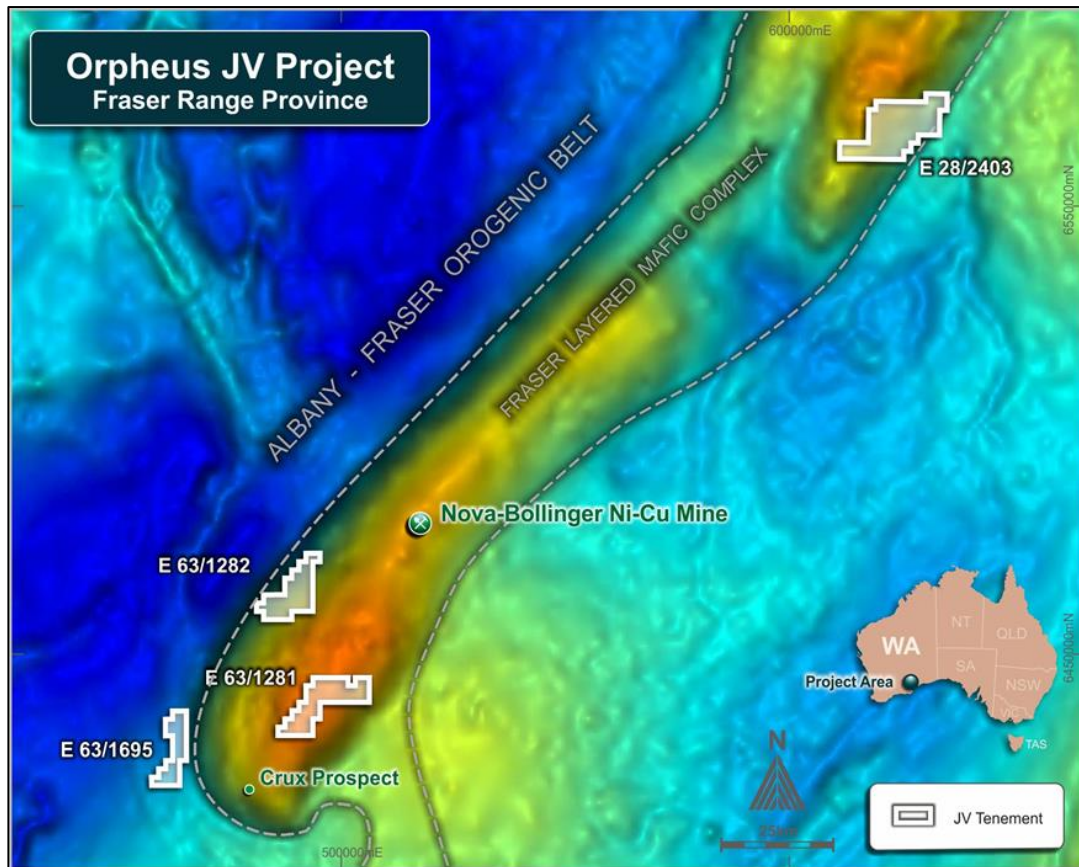 Orpheus JV Project
Fraser Range Province
600000mE
E 28/2403
6550000mN
ALBANY - FRASER OROGENIC BELT
FRASER LAYERED MAFIC COMPLEX
Nova-Bollinger Ni-Cu Mine
E 63/1282
E 63/1281
E 63/1695
Crux Prospect
500000mE
6450000mN
WA
NT
QLD
SA
NSW
Project Area
TAS
N
JV Tenement